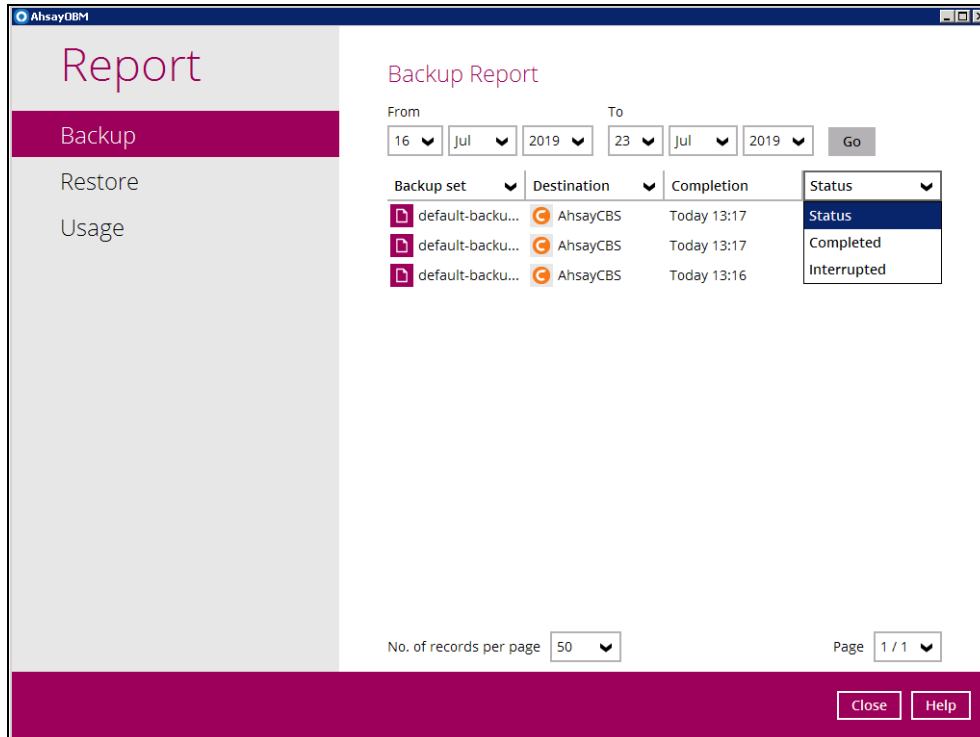 AhsayOBM
Report
Backup
Restore
Usage
Backup Report
From To
16 Jul 2019 23 Jul 2019 Go
Backup set Destination Completion Status
default-backu... AhsayCBS Today 13:17 Status
default-backu... AhsayCBS Today 13:17 Completed
default-backu... AhsayCBS Today 13:16 Interrupted
No. of records per page 50 Page 1 / 1
Close Help